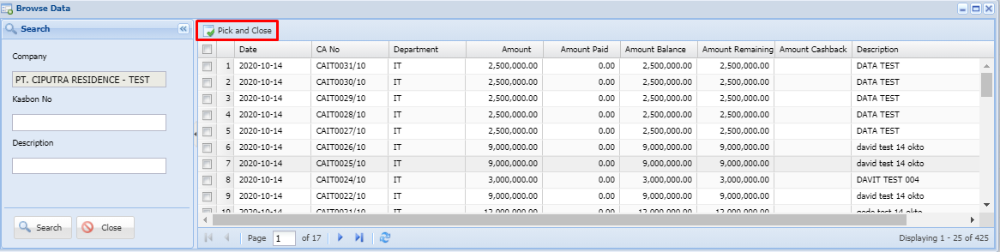 Browse Data
Search
Company
PT. CIPUTRA RESIDENCE - TEST
Kasbon No
Description
Search Close
Pick and Close
Date CA No Department Amount Amount Paid Amount Balance Amount Remaining Amount Cashback Description
1 2020-10-14 CAIT0031/10 IT 2,500,000.00 0.00 2,500,000.00 2,500,000.00 DATA TEST
2 2020-10-14 CAIT0030/10 IT 2,500,000.00 0.00 2,500,000.00 2,500,000.00 DATA TEST
3 2020-10-14 CAIT0029/10 IT 2,500,000.00 0.00 2,500,000.00 2,500,000.00 DATA TEST
4 2020-10-14 CAIT0028/10 IT 2,500,000.00 0.00 2,500,000.00 2,500,000.00 DATA TEST
5 2020-10-14 CAIT0027/10 IT 2,500,000.00 0.00 2,500,000.00 2,500,000.00 DATA TEST
6 2020-10-14 CAIT0026/10 IT 9,000,000.00 0.00 9,000,000.00 9,000,000.00 david test 14 okto
7 2020-10-14 CAIT0025/10 IT 9,000,000.00 0.00 9,000,000.00 9,000,000.00 david test 14 okto
8 2020-10-14 CAIT0024/10 IT 3,000,000.00 0.00 3,000,000.00 3,000,000.00 DAVIT TEST 004
9 2020-10-14 CAIT0022/10 IT 9,000,000.00 0.00 9,000,000.00 9,000,000.00 david test 14 okto
10 2020-10-14 CAIT0021/10 IT 12,000,000.00 0.00 12,000,000.00 12,000,000.00 test 14 okto
Page 1 of 17 Displaying 1 - 25 of 425